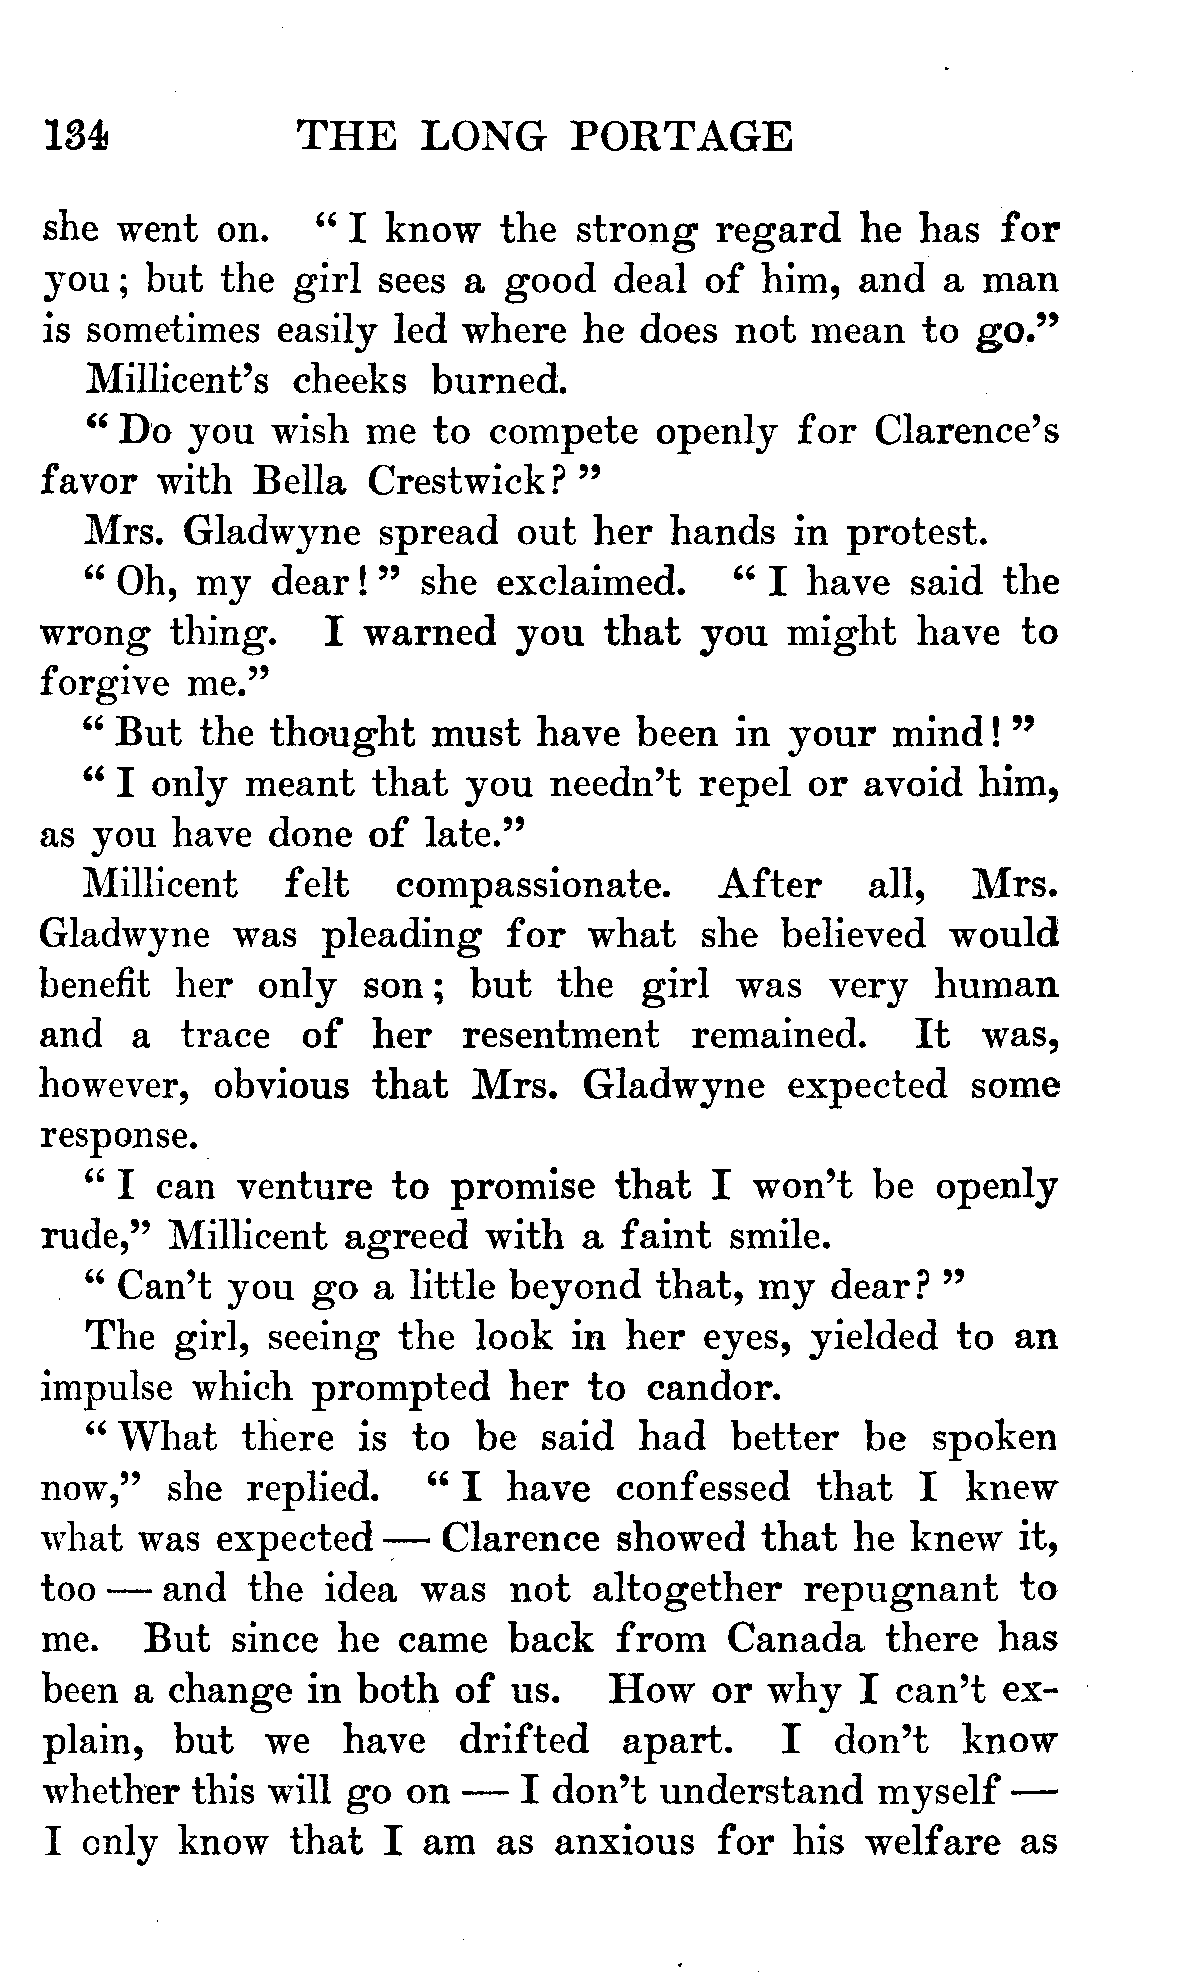 134 THE LONG PORTAGE
she went on. “I know the strong regard he has for
you; but the girl sees a good deal of him, and a man
is sometimes easily led where he does not mean to go.”
Millicent’s cheeks burned.
“Do you wish me to compete openly for Clarence’s
favor with Bella Crestwick?”
Mrs. Gladwyne spread out her hands in protest.
“Oh, my dear!” she exclaimed. “I have said the
wrong thing. I warned you that you might have to
forgive me.”
“But the thought must have been in your mind!”
“I only meant that you needn’t repel or avoid him,
as you have done of late.”
Millicent felt compassionate. After all, Mrs.
Gladwyne was pleading for what she believed would
benefit her only son; but the girl was very human
and a trace of her resentment remained. It was,
however, obvious that Mrs. Gladwyne expected some
response.
“I can venture to promise that I won’t be openly
rude,” Millicent agreed with a faint smile.
“Can’t you go a little beyond that, my dear?”
The girl, seeing the look in her eyes, yielded to an
impulse which prompted her to candor.
“What there is to be said had better be spoken
now,” she replied. “I have confessed that I knew
what was expected — Clarence showed that he knew it,
too — and the idea was not altogether repugnant to
me. But since he came back from Canada there has
been a change in both of us. How or why I can’t ex-
plain, but we have drifted apart. I don’t know
whether this will go on — I don’t understand myself —
I only know that I am as anxious for his welfare as